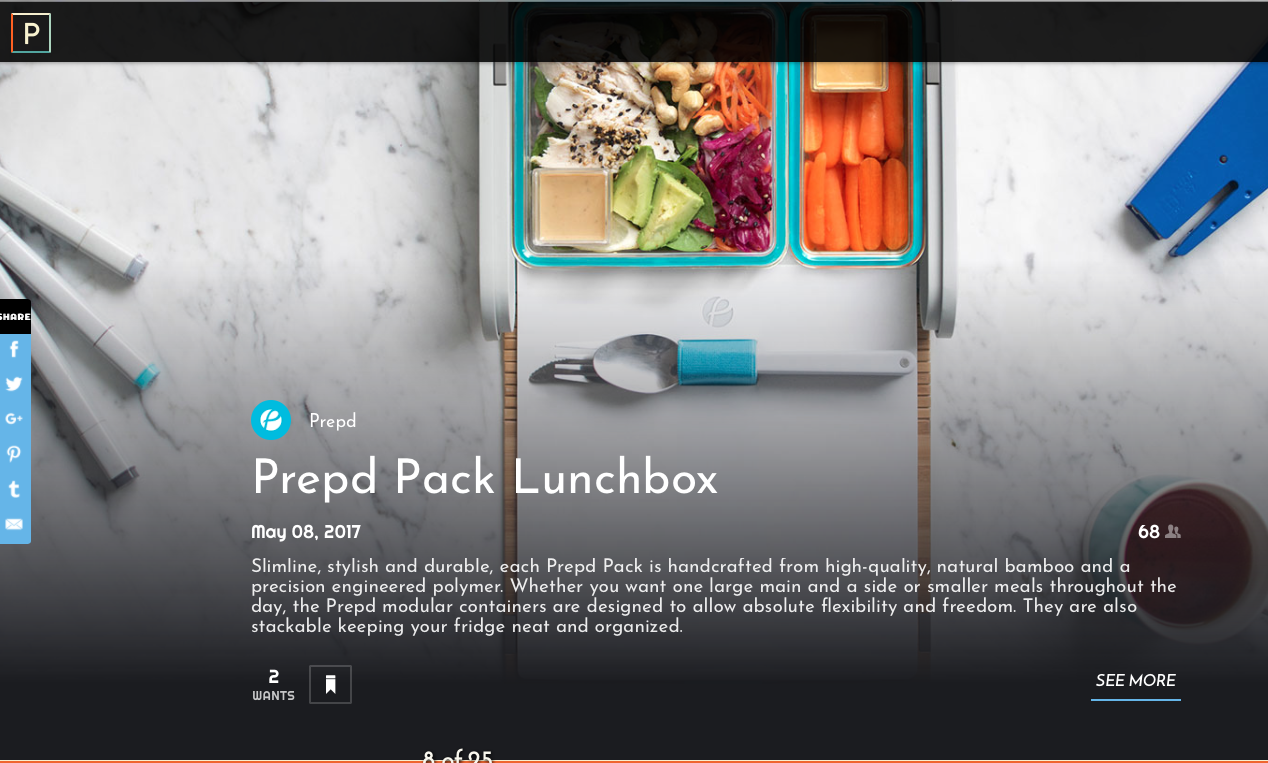 P
SHARE
Prepd
Prepd Pack Lunchbox
May 08, 2017
68
Slimline, stylish and durable, each Prepd Pack is handcrafted from high-quality, natural bamboo and a
precision engineered polymer. Whether you want one large main and a side or smaller meals throughout the
day, the Prepd modular containers are designed to allow absolute flexibility and freedom. They are also
stackable keeping your fridge neat and organized.
2
WANTS
SEE MORE
8 of 25